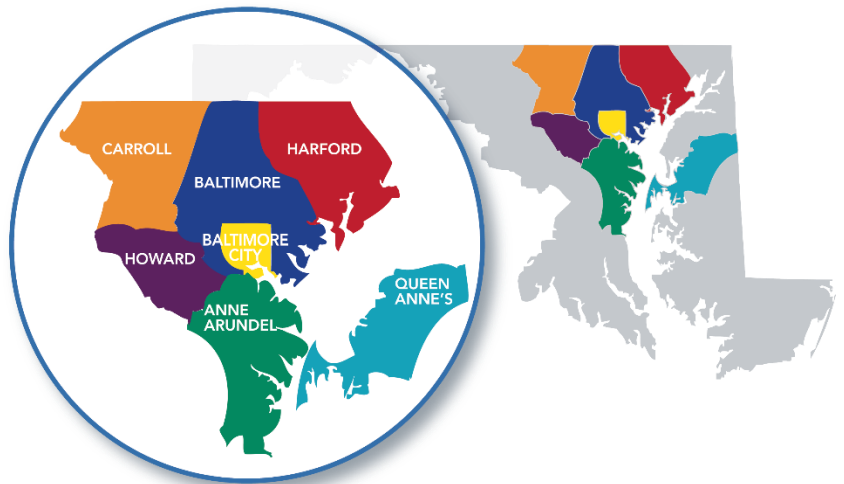 CARROLL
HARFORD
BALTIMORE
BALTIMORE
CITY
HOWARD
QUEEN
ANNE'S
ANNE
ARUNDEL